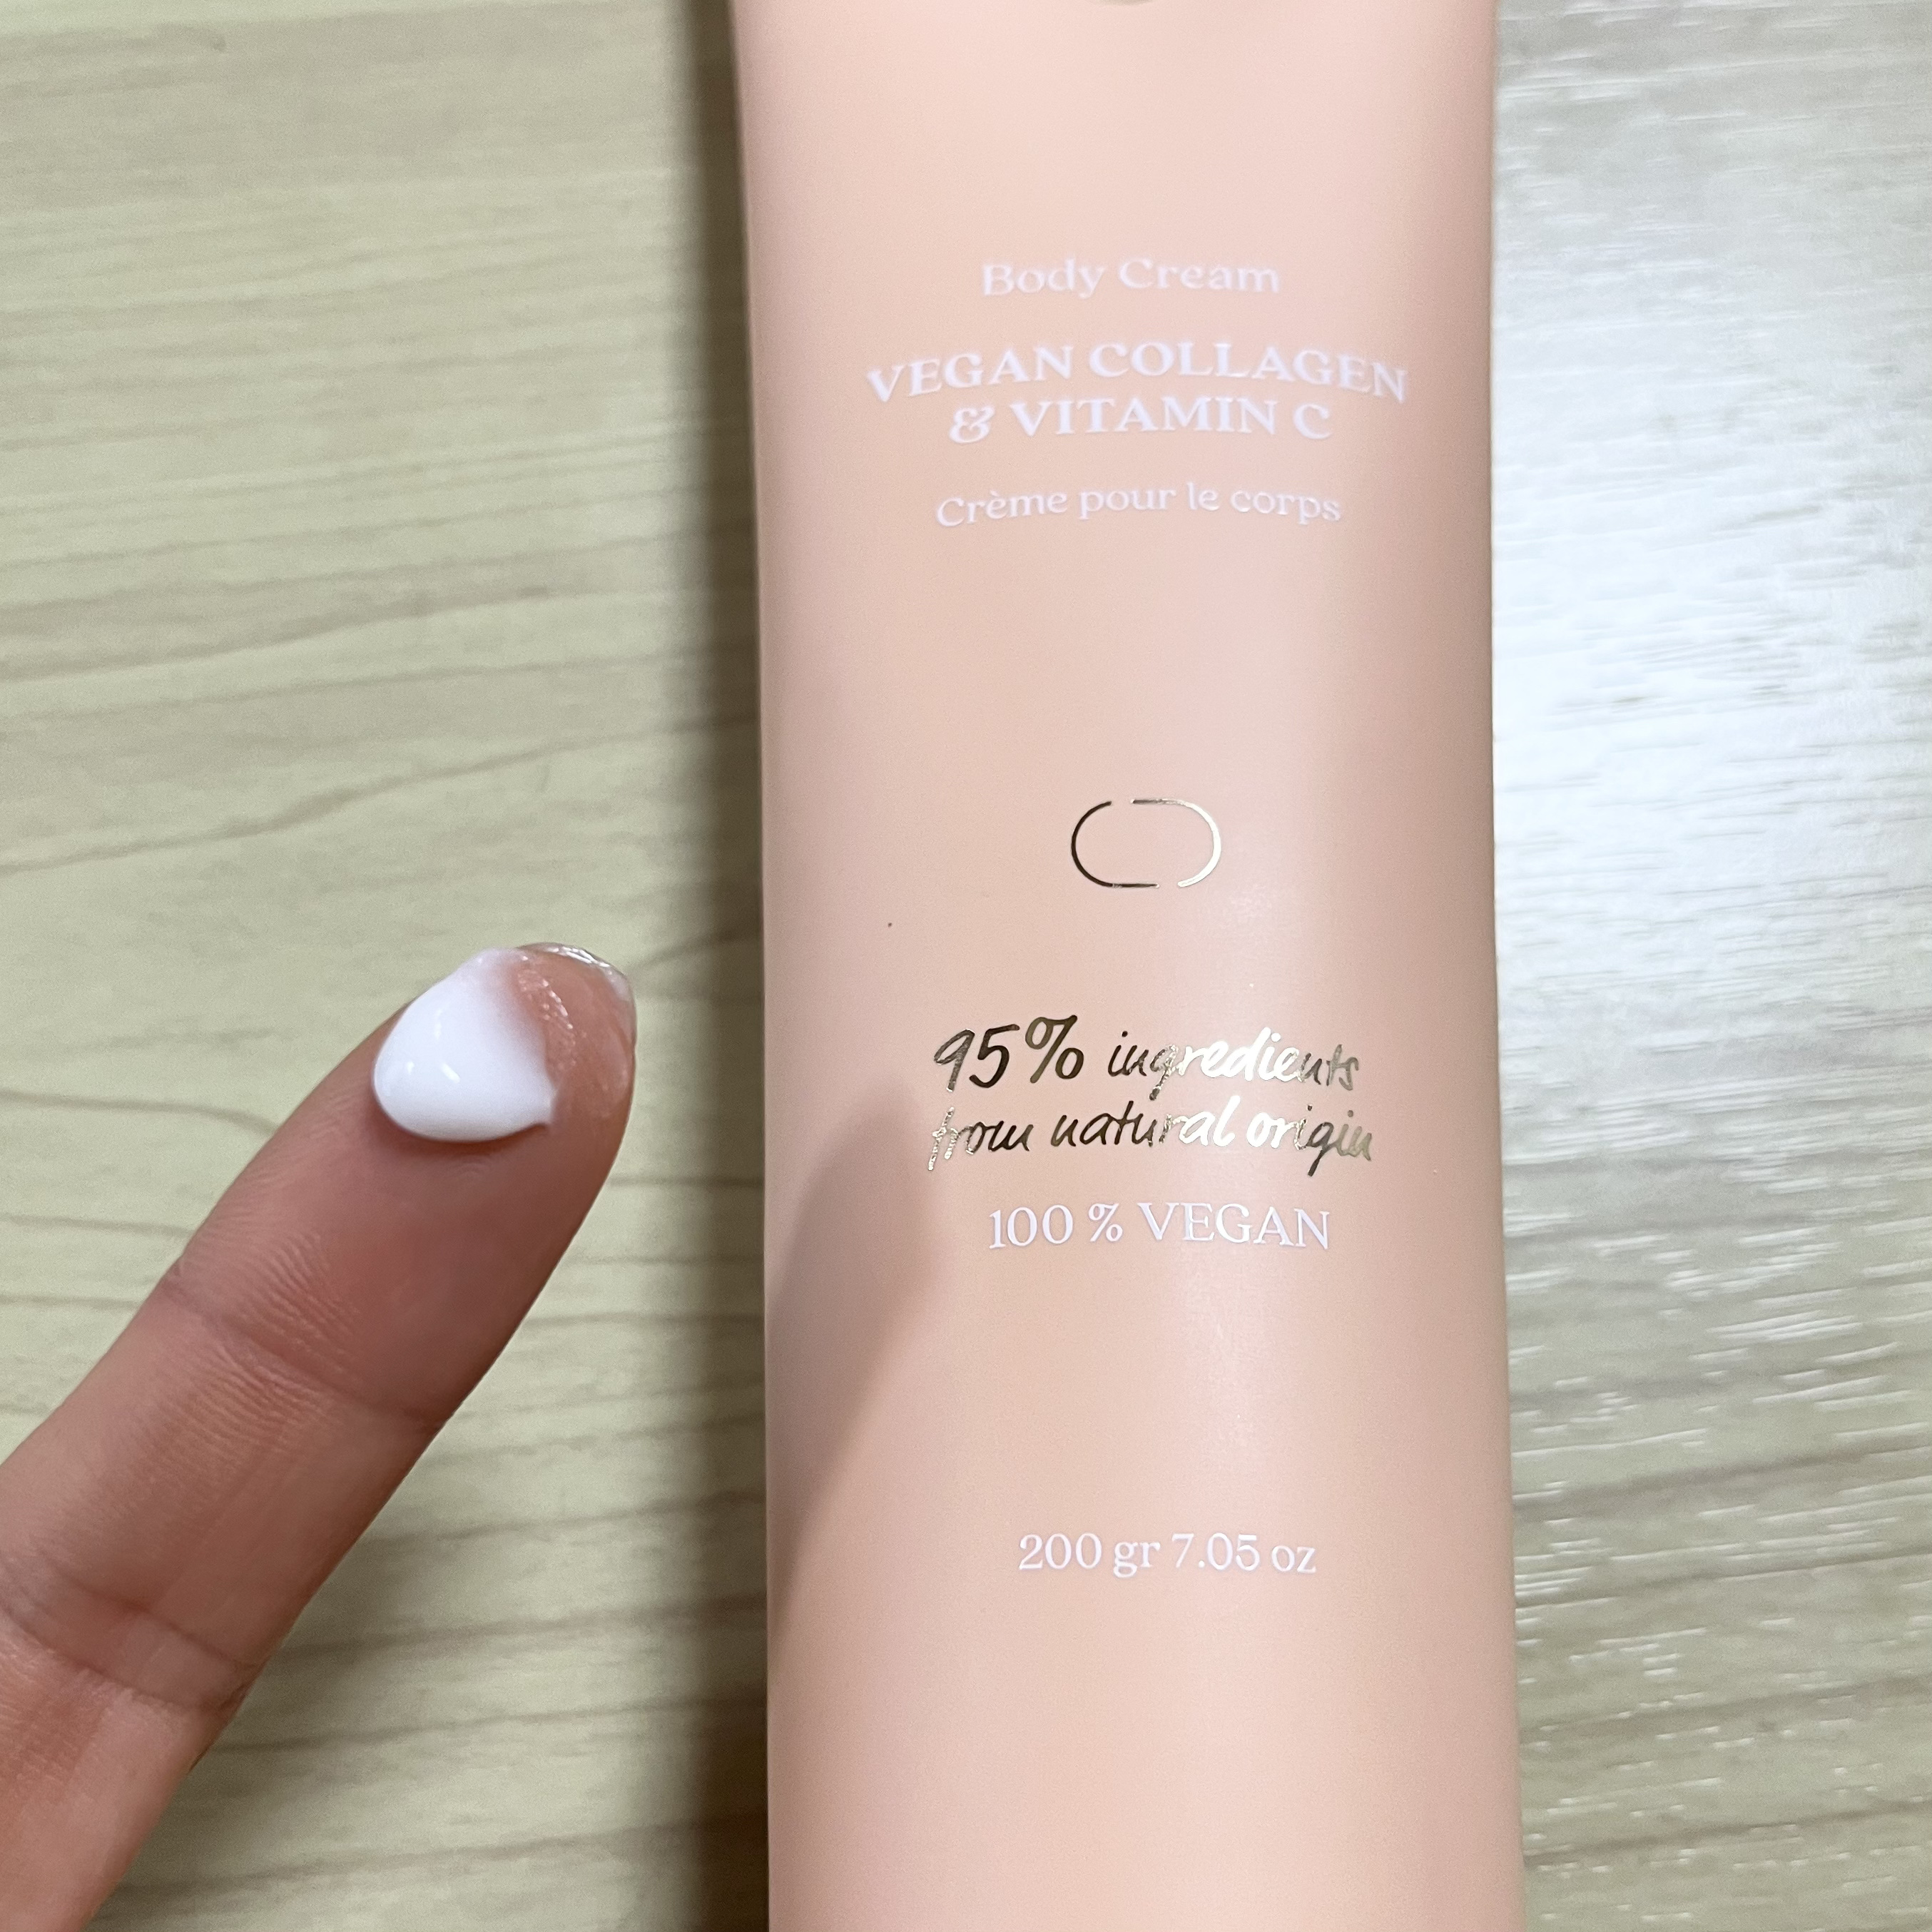 Body Cream
VEGAN COLLAGEN
& VITAMIN C
Crème pour le corps
95% ingredients
from natural origin
100 % VEGAN
200 gr 7.05 oz